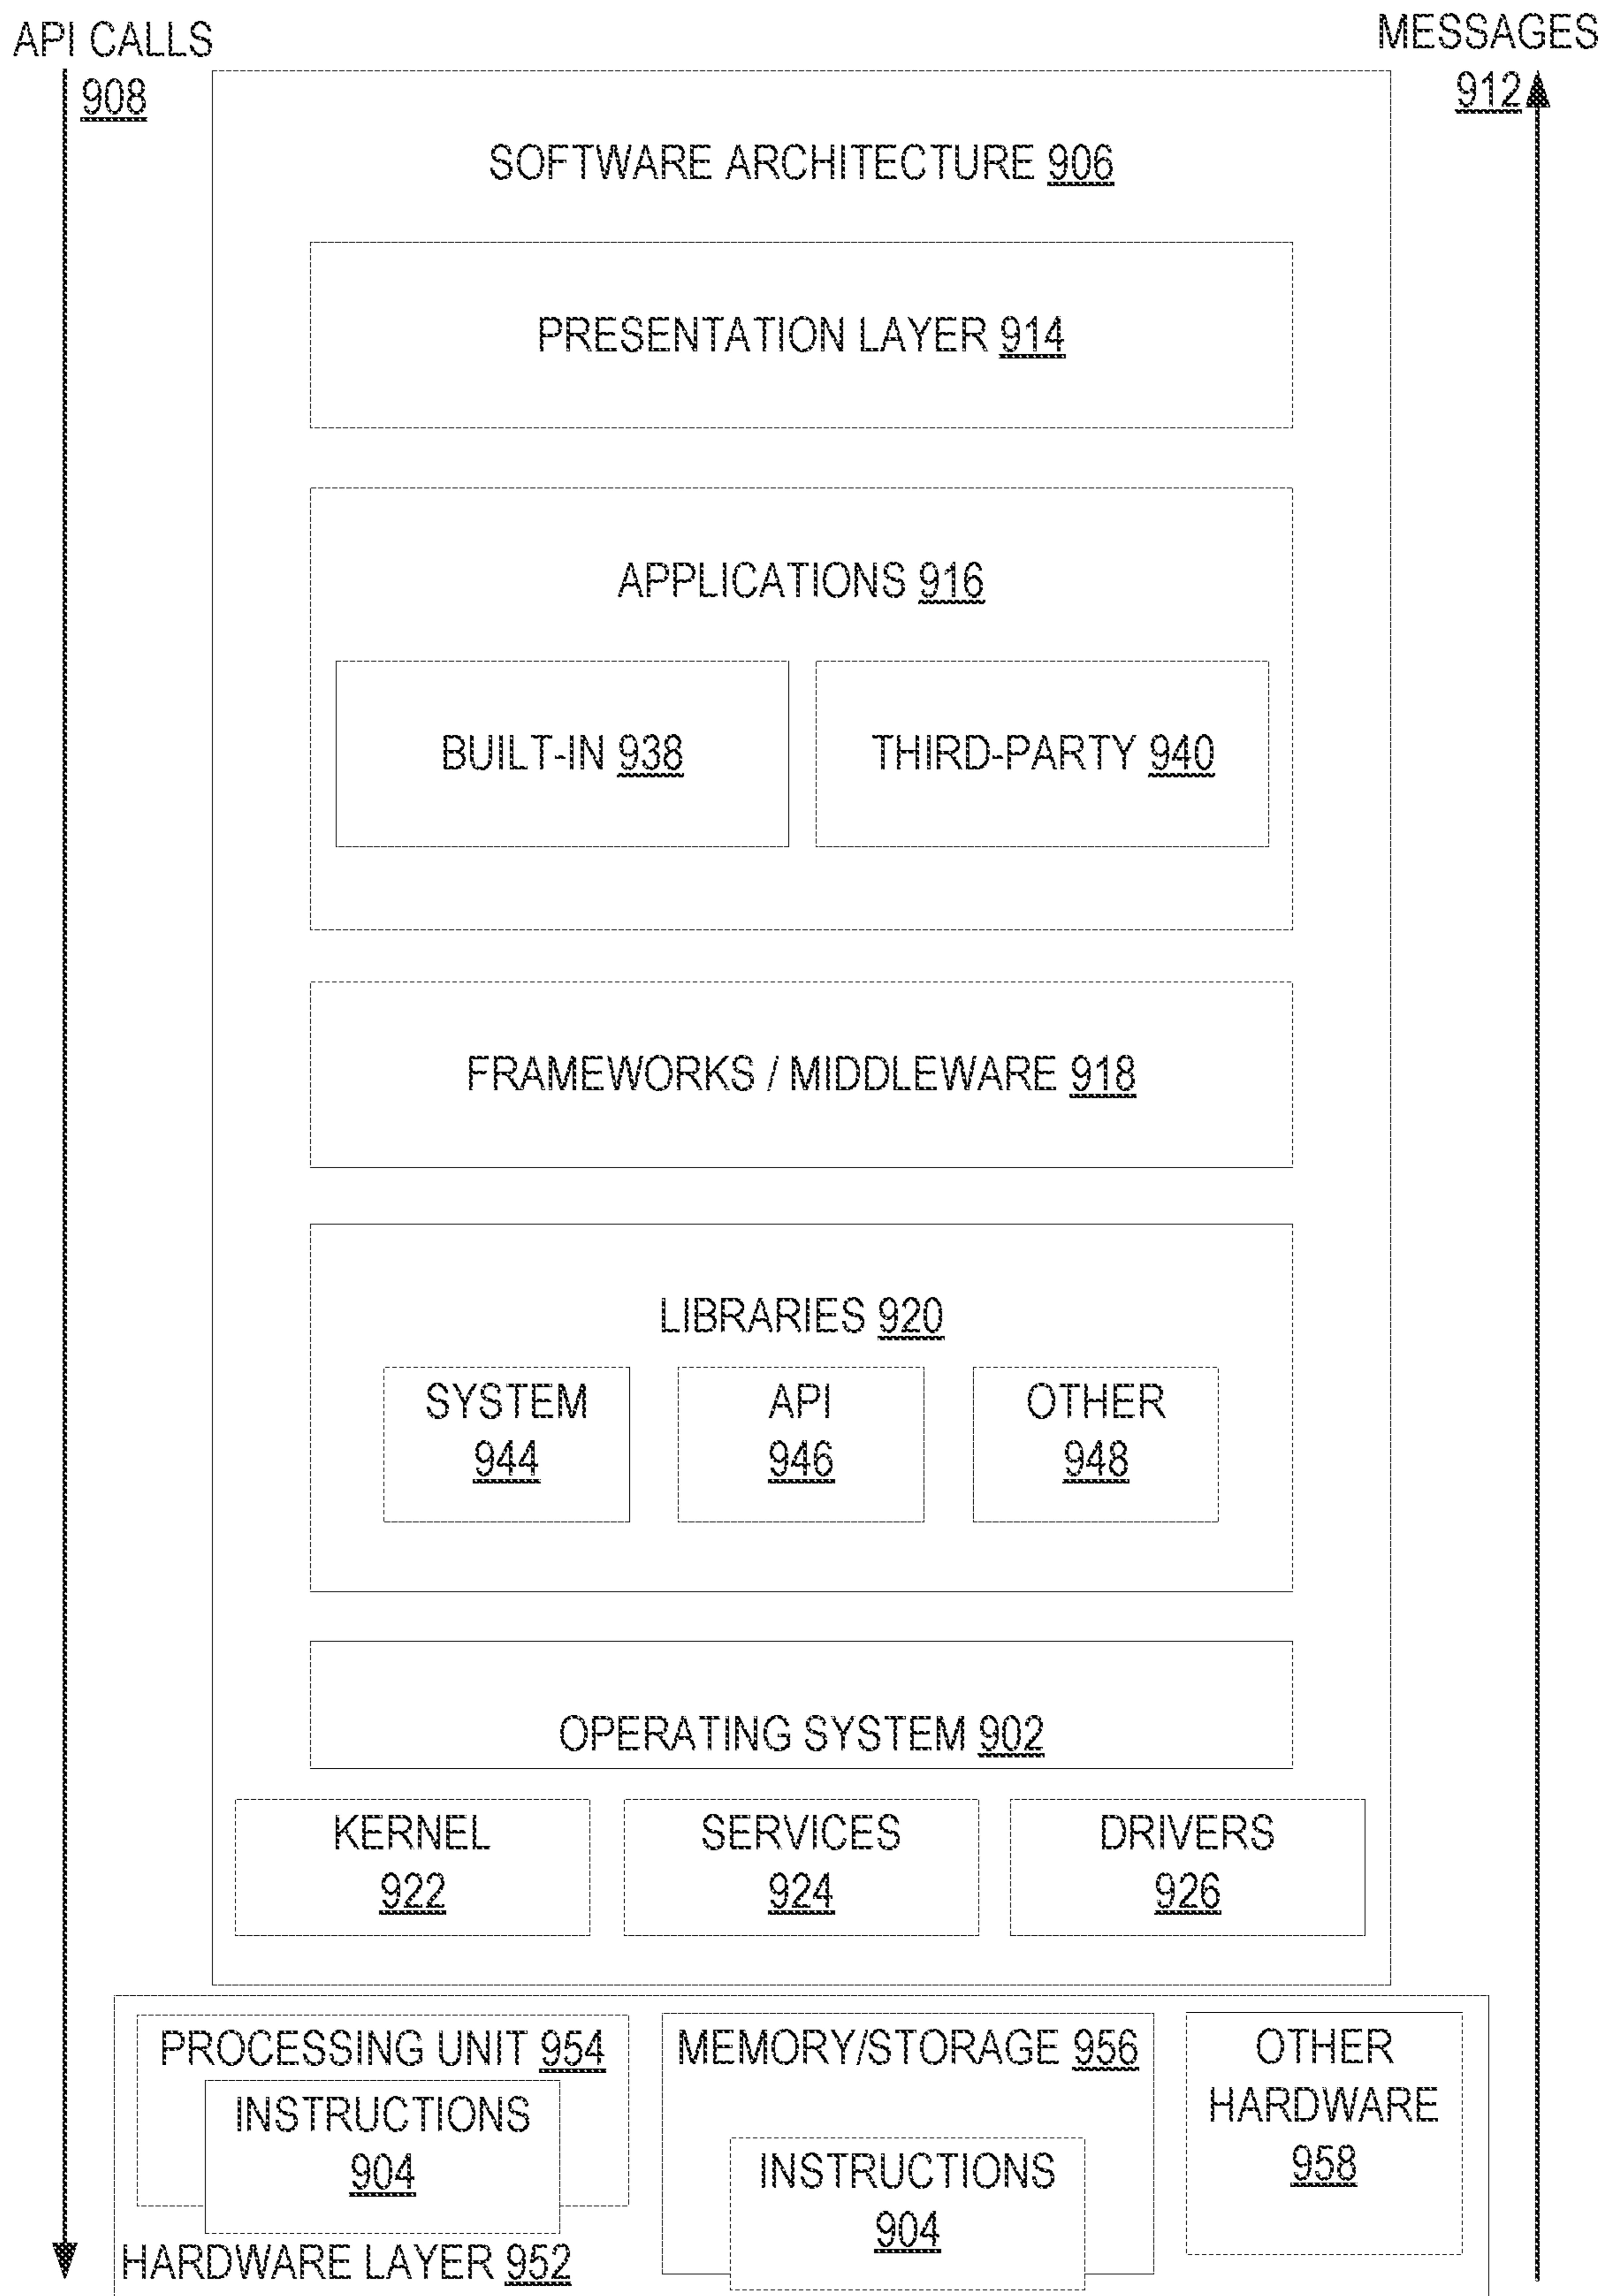 API CALLS
908
MESSAGES
912
SOFTWARE ARCHITECTURE 906
PRESENTATION LAYER 914
APPLICATIONS 916
BUILT-IN 938
THIRD-PARTY 940
FRAMEWORKS / MIDDLEWARE 918
LIBRARIES 920
SYSTEM
944
API
946
OTHER
948
OPERATING SYSTEM 902
KERNEL
922
SERVICES
924
DRIVERS
926
PROCESSING UNIT 954
INSTRUCTIONS
904
MEMORY/STORAGE 956
INSTRUCTIONS
904
OTHER
HARDWARE
958
HARDWARE LAYER 952